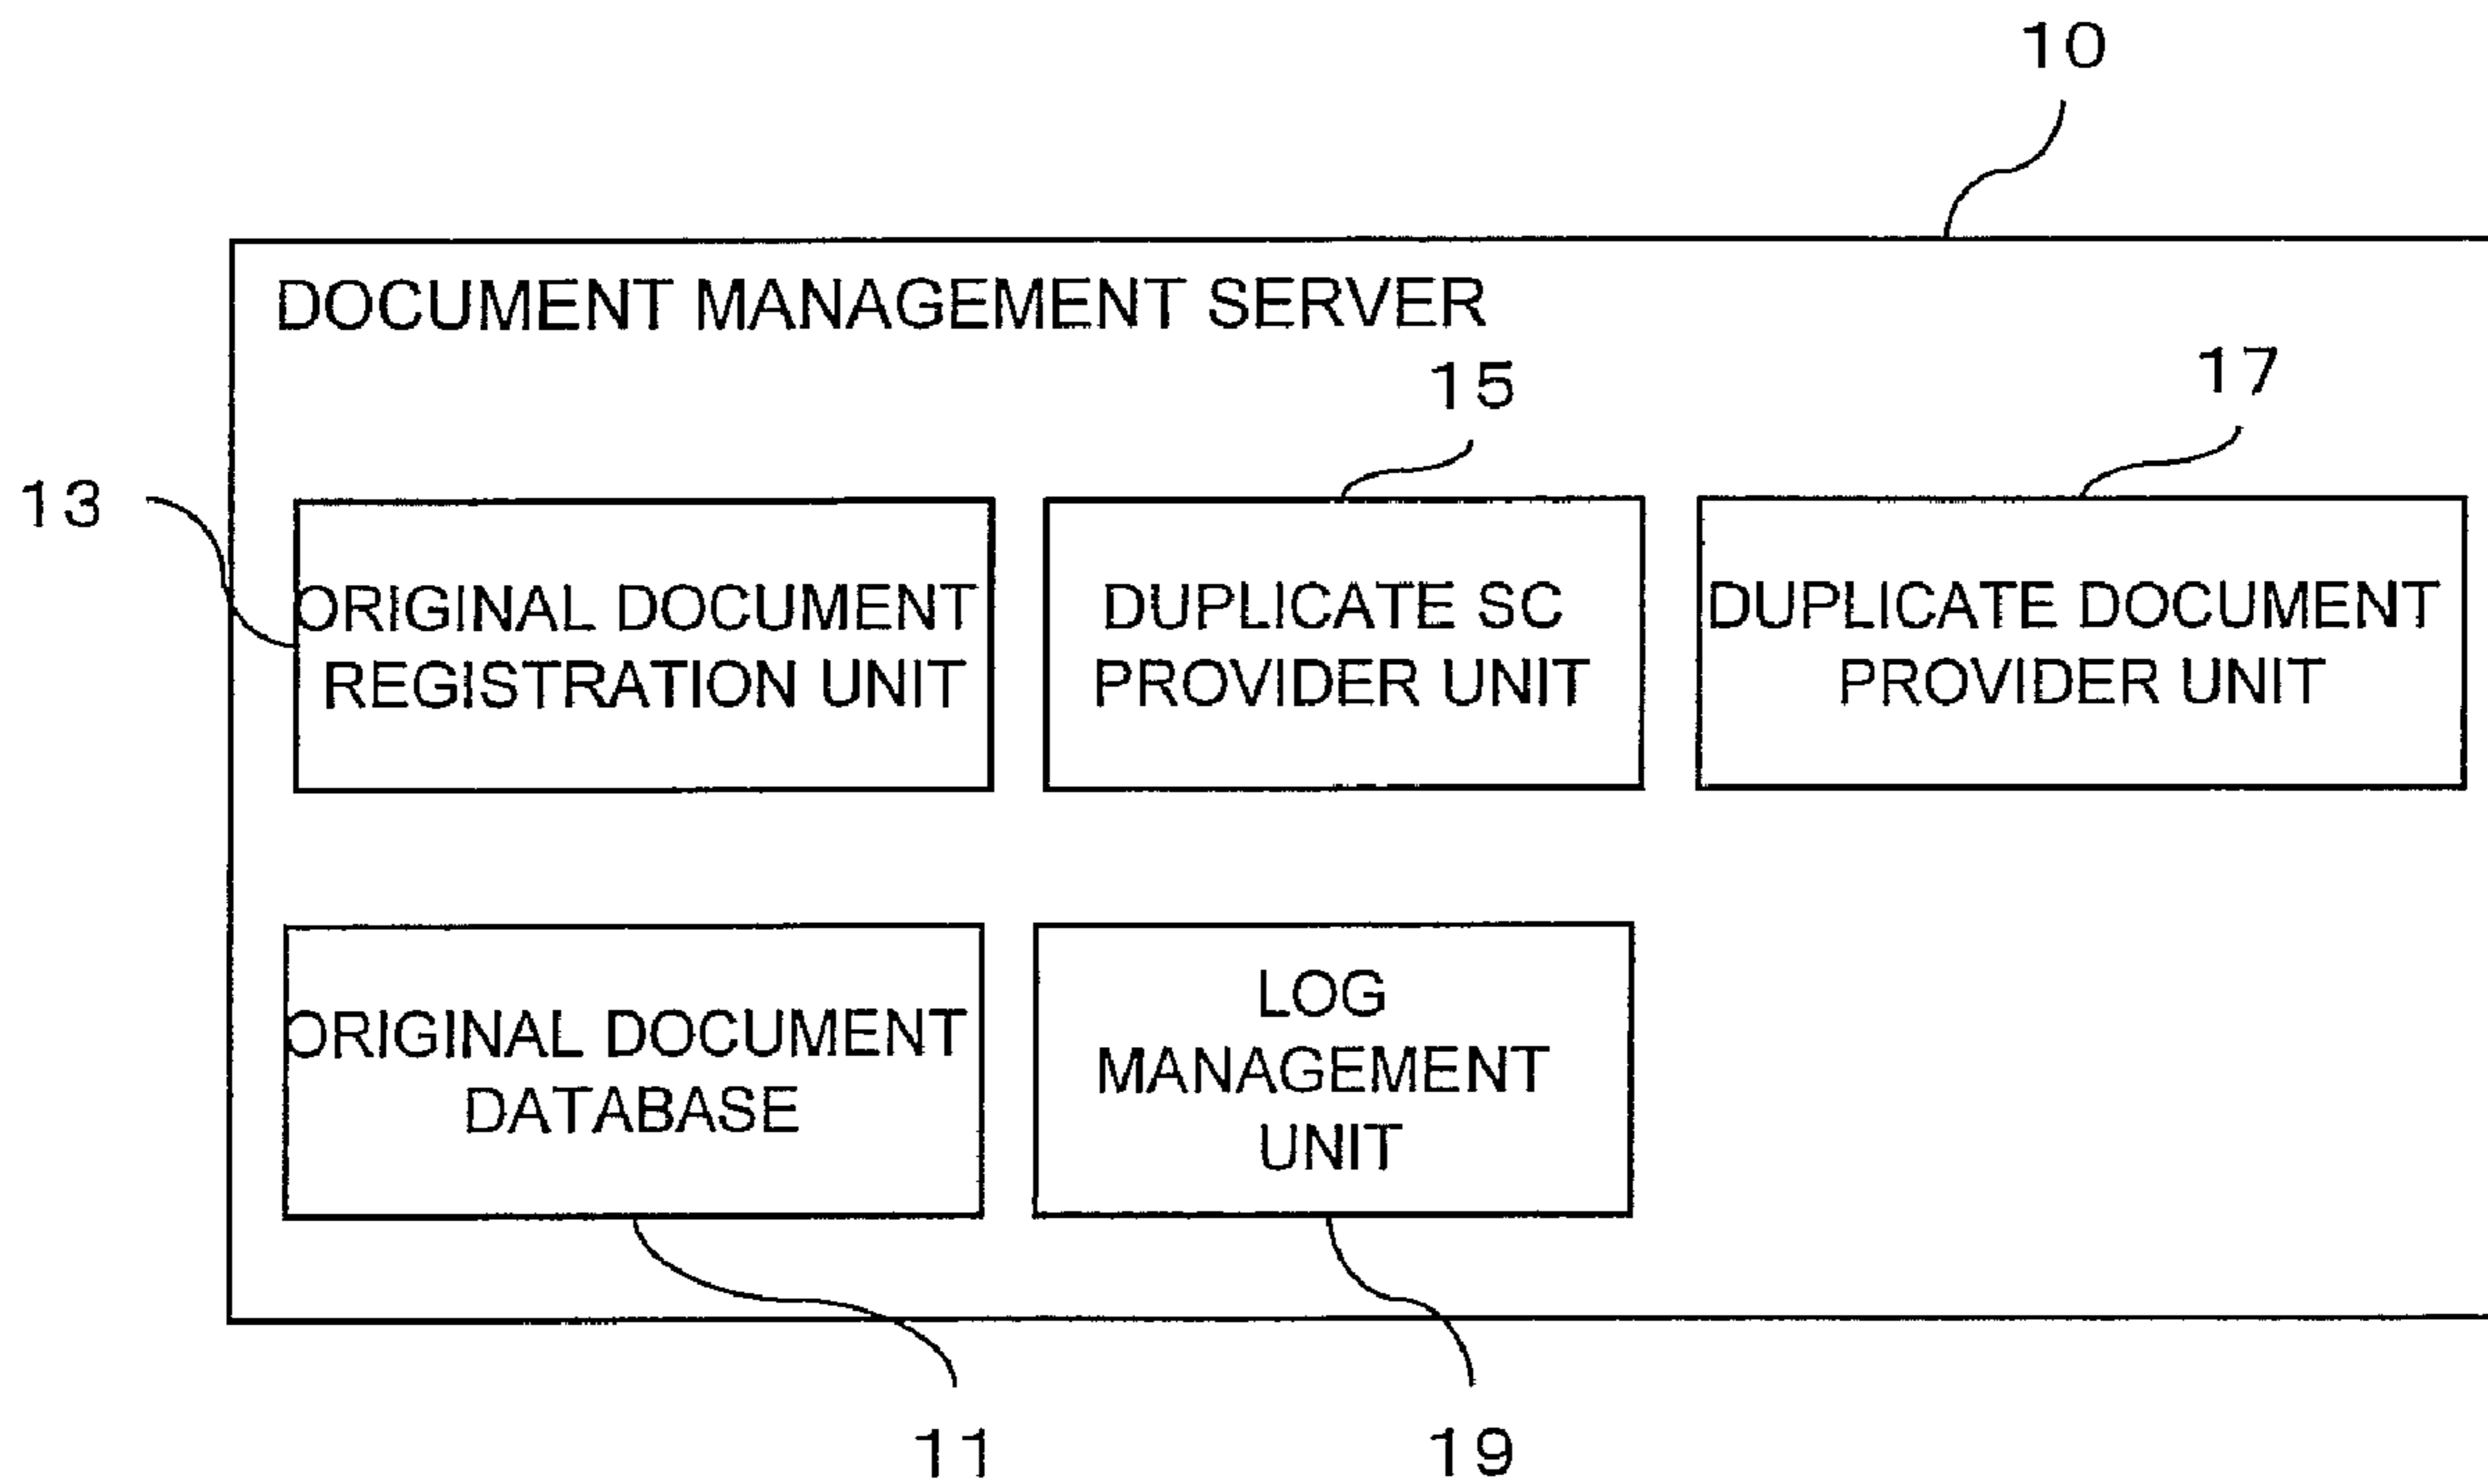 10
DOCUMENT MANAGEMENT SERVER
15
17
13
ORIGINAL DOCUMENT
REGISTRATION UNIT
DUPLICATE SC
PROVIDER UNIT
DUPLICATE DOCUMENT
PROVIDER UNIT
ORIGINAL DOCUMENT
DATABASE
LOG
MANAGEMENT
UNIT
11
19